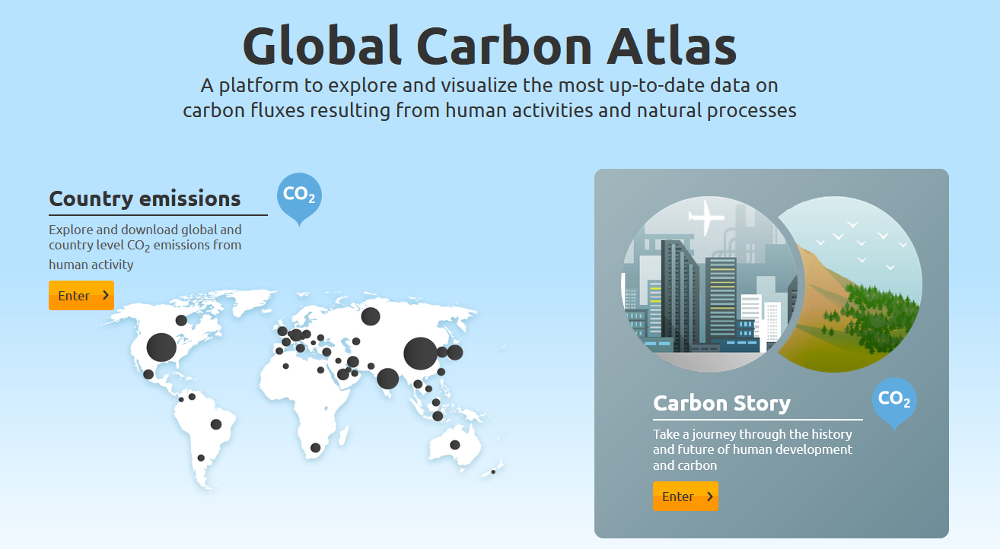 Global Carbon Atlas
A platform to explore and visualize the most up-to-date data on
carbon fluxes resulting from human activities and natural processes
Country emissions
CO₂
Explore and download global and
country level CO₂ emissions from
human activity
Enter
Carbon Story
CO₂
Take a journey through the history
and future of human development
and carbon
Enter